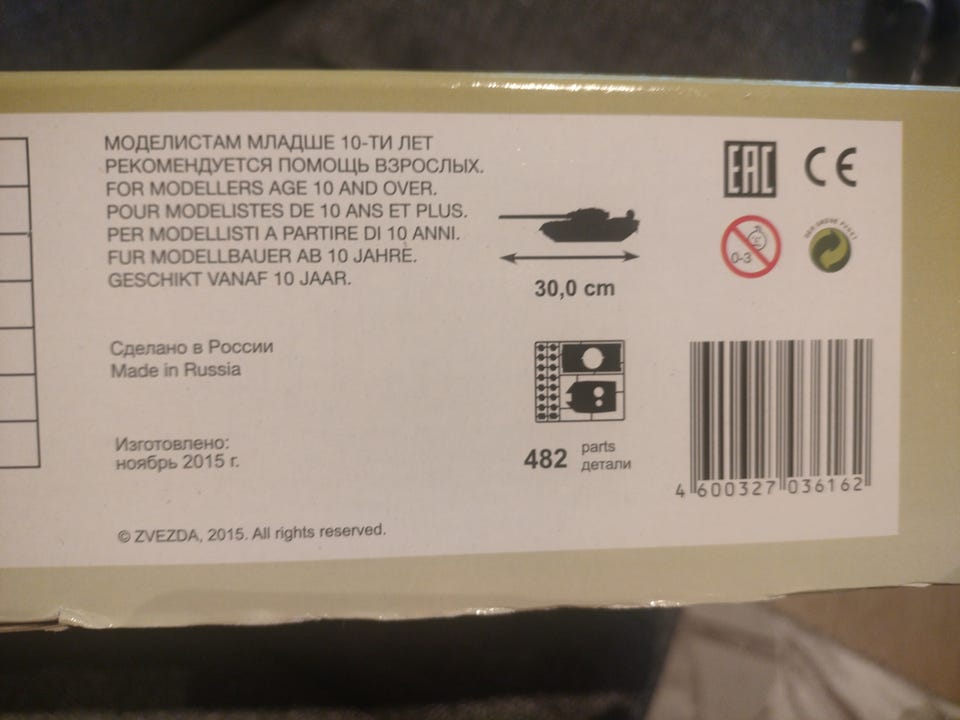 МОДЕЛИСТАМ МЛАДШЕ 10-ТИ ЛЕТ
РЕКОМЕНДУЕТСЯ ПОМОЩЬ ВЗРОСЛЫХ.
FOR MODELLERS AGE 10 AND OVER.
POUR MODELISTES DE 10 ANS ET PLUS.
PER MODELLISTI A PARTIRE DI 10 ANNI.
FUR MODELLBAUER AB 10 JAHRE.
GESCHIKT VANAF 10 JAAR.
Сделано в России
Made in Russia
Изготовлено:
ноябрь 2015 г.
© ZVEZDA, 2015. All rights reserved.
30,0 cm
482 parts
детали
EAC CE
0-3
DER GRÜNE PUNKT
4 600327 036162